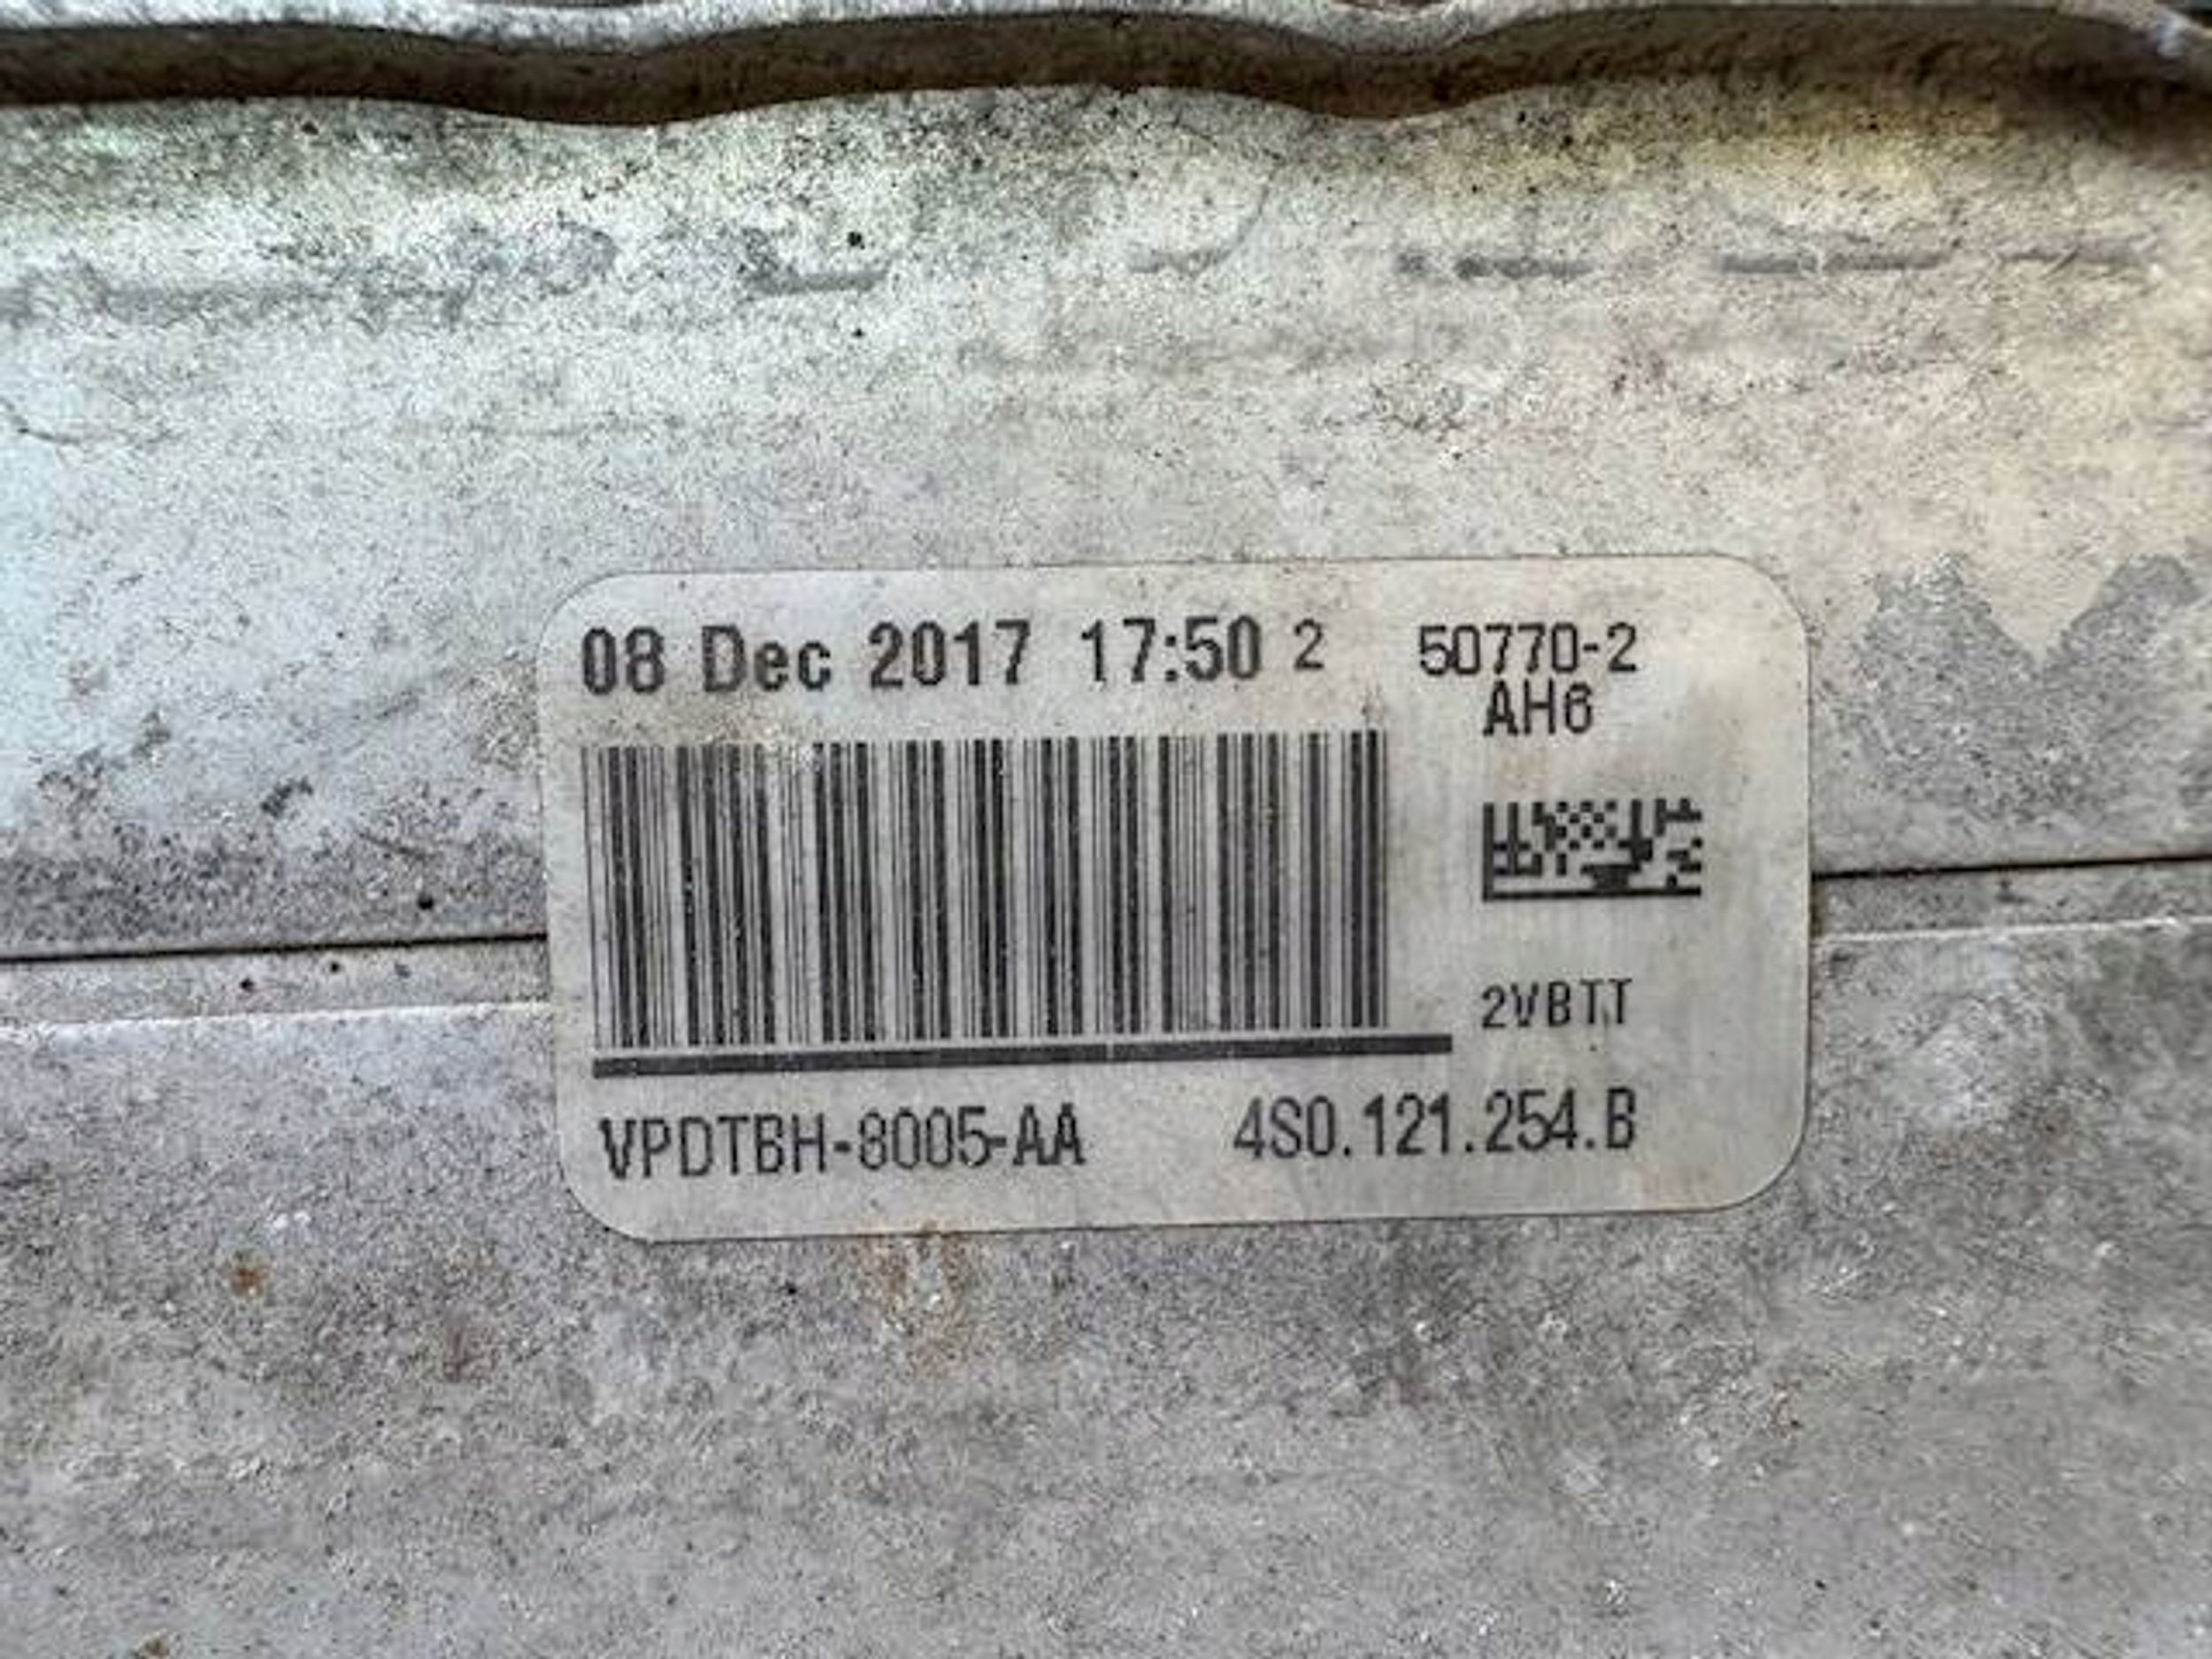 08 Dec 2017 17:50 2 50770-2
AH6
2VBTT
VPDTBH-8005-AA 4S0.121.254.B